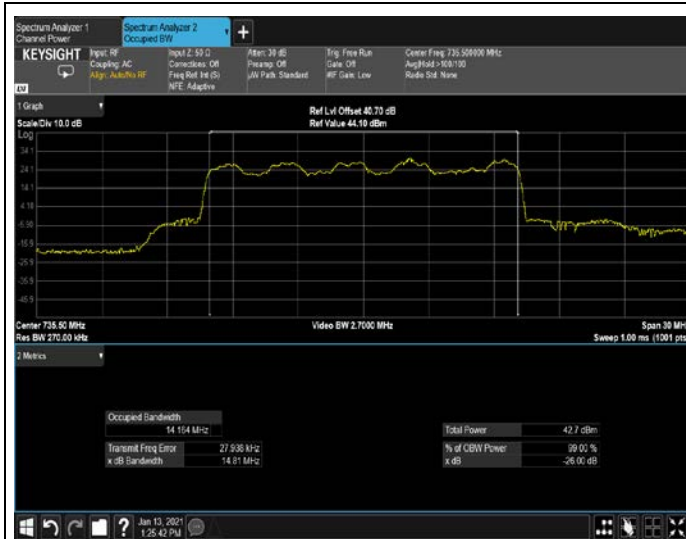 Spectrum Analyzer 1
Channel Power
Spectrum Analyzer 2
Occupied BW
+
KEYSIGHT
Input: RF
Coupling: AC
Align: Auto/No RF
Input Z: 50 Ω
Corrections: Off
Freq Ref: Int (S)
NFE: Adaptive
Atten: 30 dB
Preamp: Off
µW Path: Standard
Trig: Free Run
Gate: Off
#IF Gain: Low
Center Freq: 735.500000 MHz
Avg|Hold:>100/100
Radio Std: None
1 Graph
Scale/Div 10.0 dB
Ref Lvl Offset 40.70 dB
Ref Value 44.10 dBm
Log
34.1
24.1
14.1
4.10
-5.90
-15.9
-25.9
-35.9
-45.9
Center 735.50 MHz
Res BW 270.00 kHz
Video BW 2.7000 MHz
Span 30 MH
Sweep 1.00 ms (1001 pts
2 Metrics
Occupied Bandwidth
14.164 MHz
Transmit Freq Error 27.938 kHz
x dB Bandwidth 14.81 MHz
Total Power 42.7 dBm
% of OBW Power 99.00 %
x dB -26.00 dB
?
Jan 13, 2021
1:25:42 PM